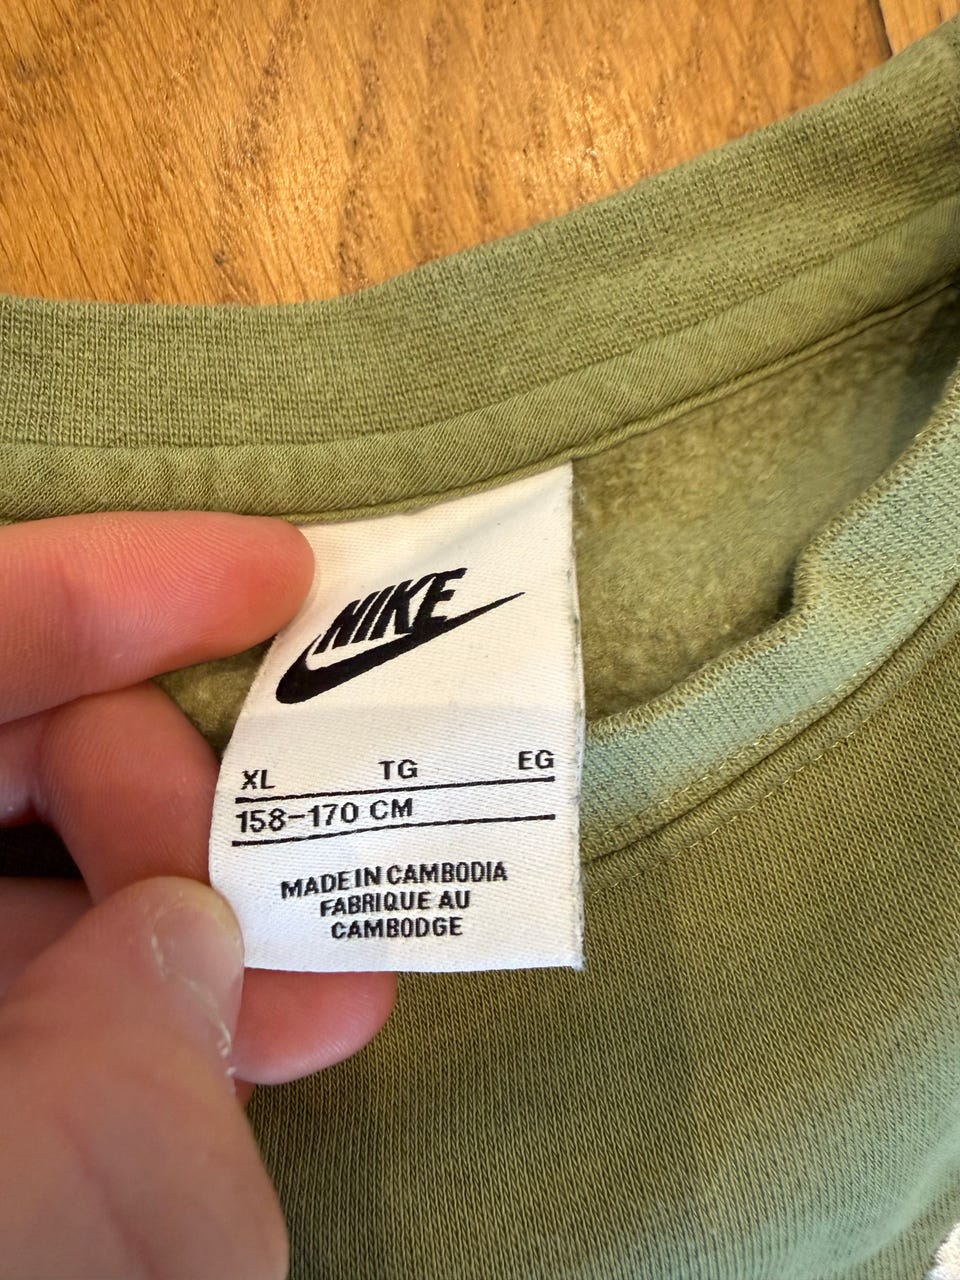 NIKE
XL TG EG
158-170 CM
MADE IN CAMBODIA
FABRIQUE AU
CAMBODGE